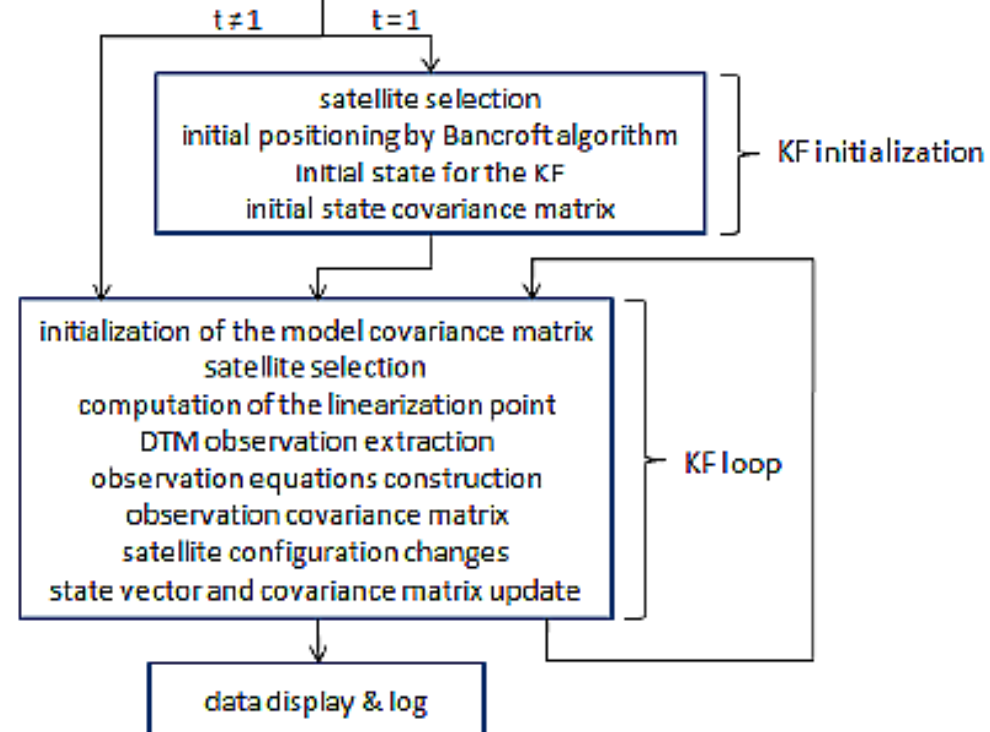 t ≠ 1
t = 1
satellite selection
initial positioning by Bancroft algorithm
Initial state for the KF
initial state covariance matrix
KF initialization
initialization of the model covariance matrix
satellite selection
computation of the linearization point
DTM observation extraction
observation equations construction
observation covariance matrix
satellite configuration changes
state vector and covariance matrix update
KF loop
data display & log